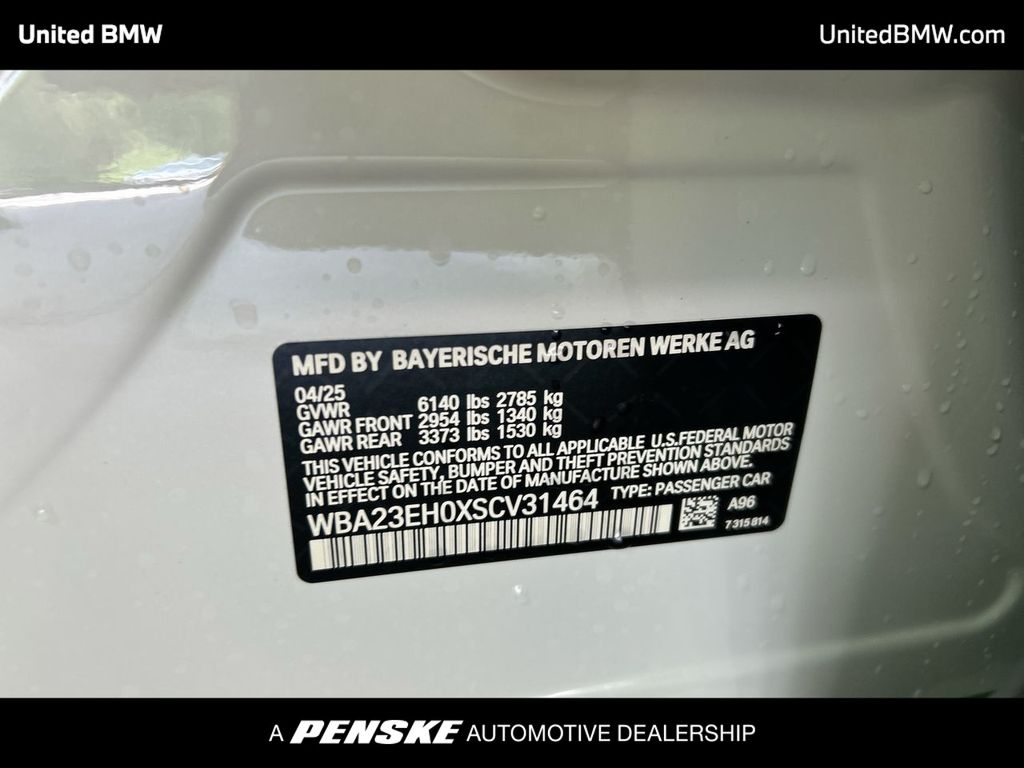 United BMW
UnitedBMW.com
MFD BY BAYERISCHE MOTOREN WERKE AG
04/25
GVWR 6140 lbs 2785 kg
GAWR FRONT 2954 lbs 1340 kg
GAWR REAR 3373 lbs 1530 kg
THIS VEHICLE CONFORMS TO ALL APPLICABLE U.S.FEDERAL MOTOR
VEHICLE SAFETY, BUMPER AND THEFT PREVENTION STANDARDS
IN EFFECT ON THE DATE OF MANUFACTURE SHOWN ABOVE.
WBA23EH0XSCV31464 TYPE: PASSENGER CAR
A96
7315814
A PENSKE AUTOMOTIVE DEALERSHIP